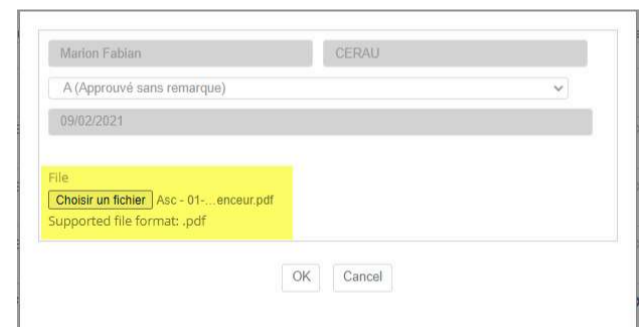 Marion Fabian CERAU
A (Approuvé sans remarque)
09/02/2021
File
Choisir un fichier Asc - 01-...enceur.pdf
Supported file format: .pdf
OK Cancel